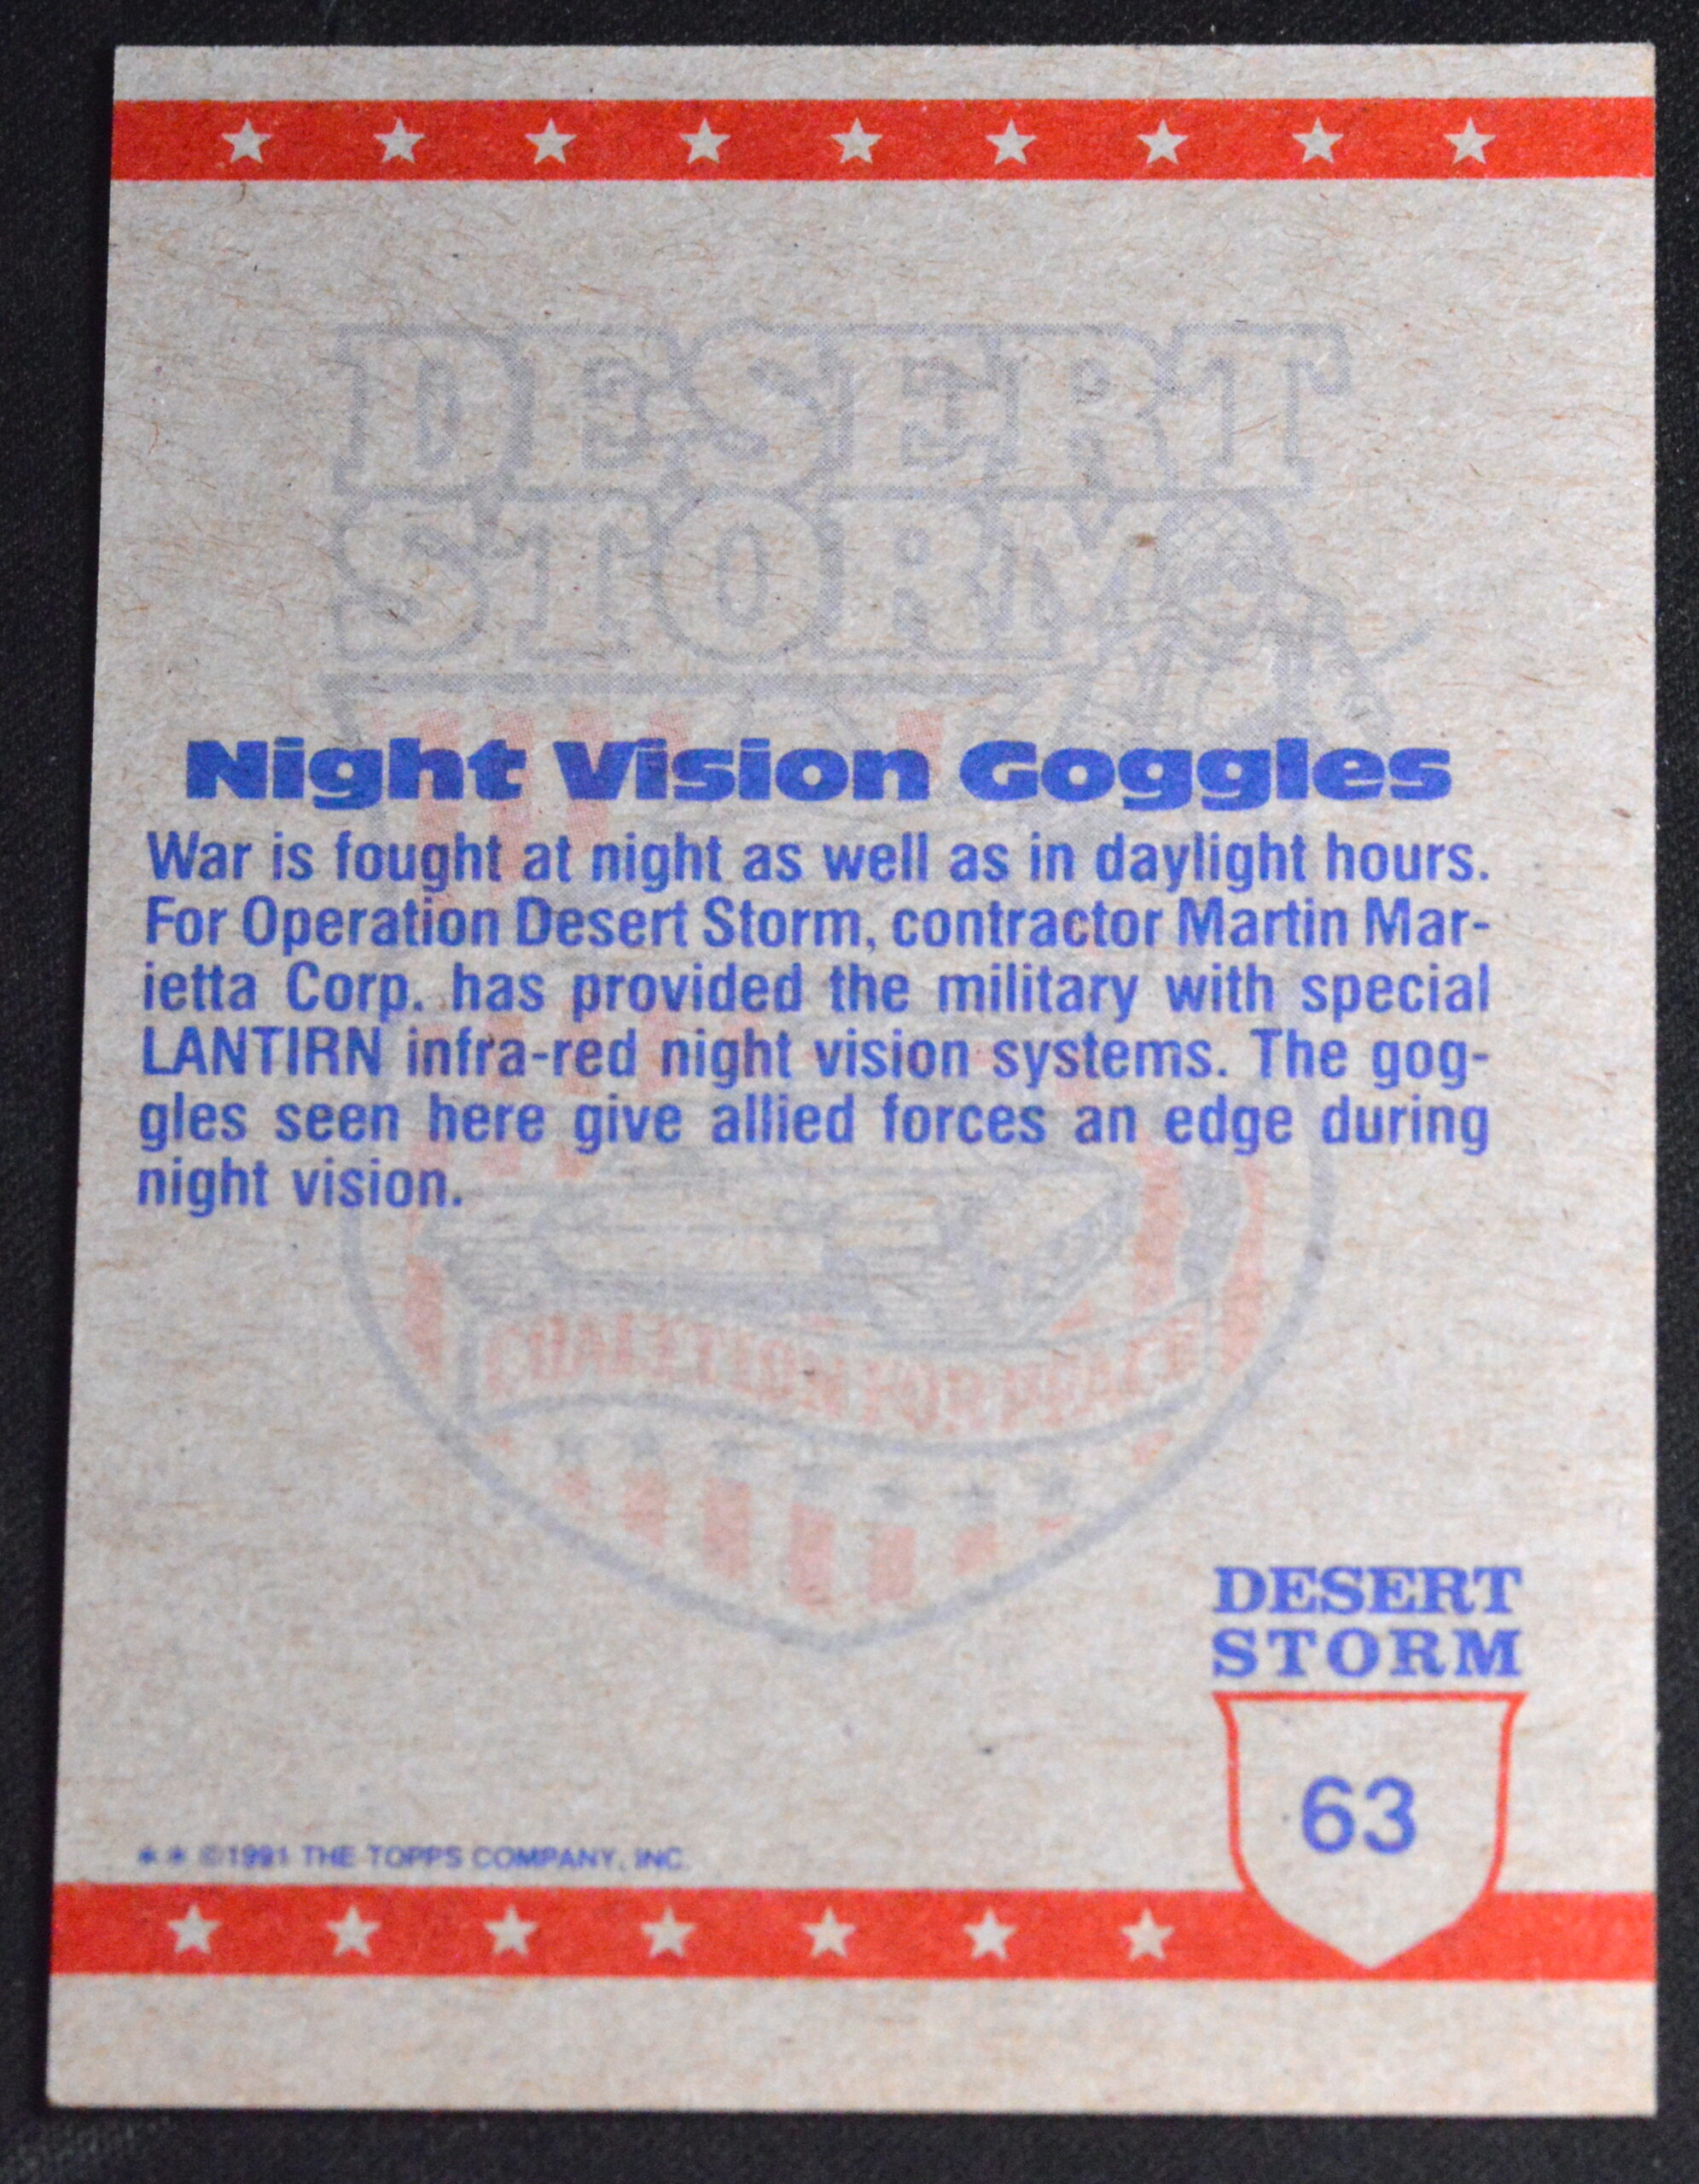 DESERT
STORM
Night Vision Goggles
War is fought at night as well as in daylight hours.
For Operation Desert Storm, contractor Martin Mar-
ietta Corp. has provided the military with special
LANTIRN infra-red night vision systems. The gog-
gles seen here give allied forces an edge during
night vision.
COALITION FOR PEACE
DESERT
STORM
63
** ©1991 THE TOPPS COMPANY, INC.